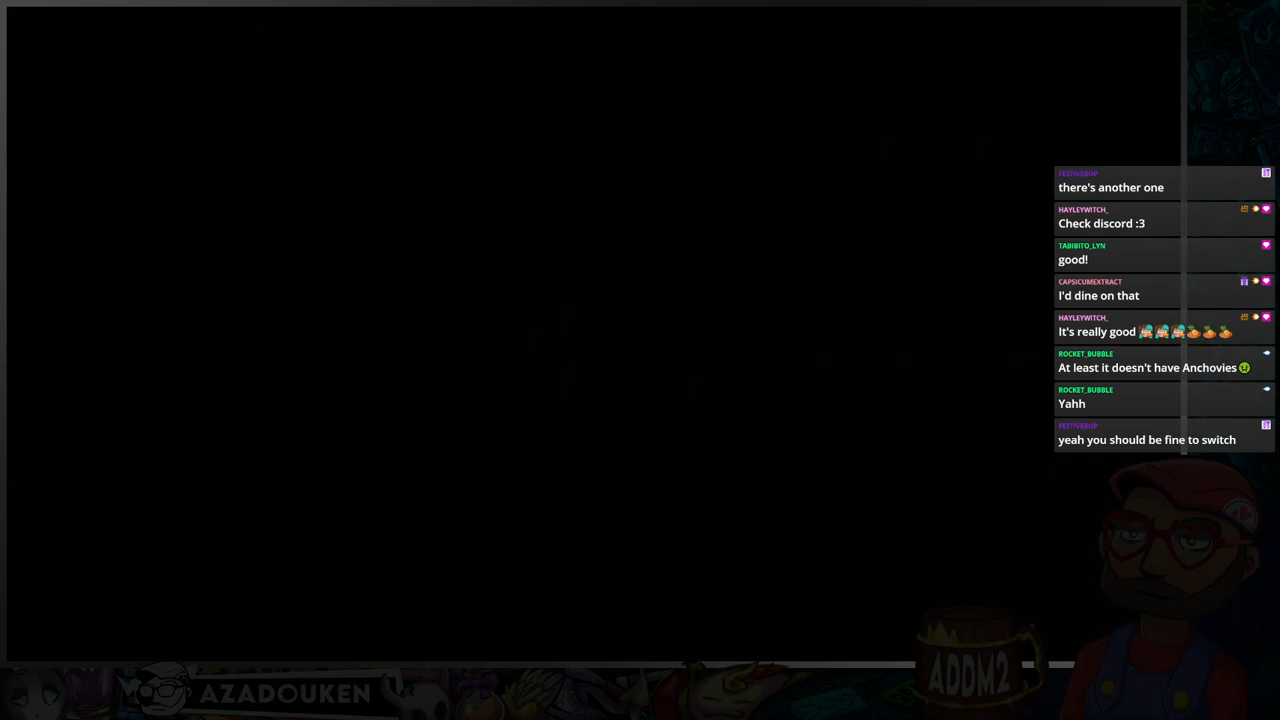 FESTIVEBOP
there's another one
HAYLEYWITCH_
Check discord :3
TABIBITO_LYN
good!
CAPSICUMEXTRACT
I'd dine on that
HAYLEYWITCH_
It's really good
ROCKET_BUBBLE
At least it doesn't have Anchovies
ROCKET_BUBBLE
Yahh
FESTIVEBOP
yeah you should be fine to switch
ADDM2
AZADOUKEN